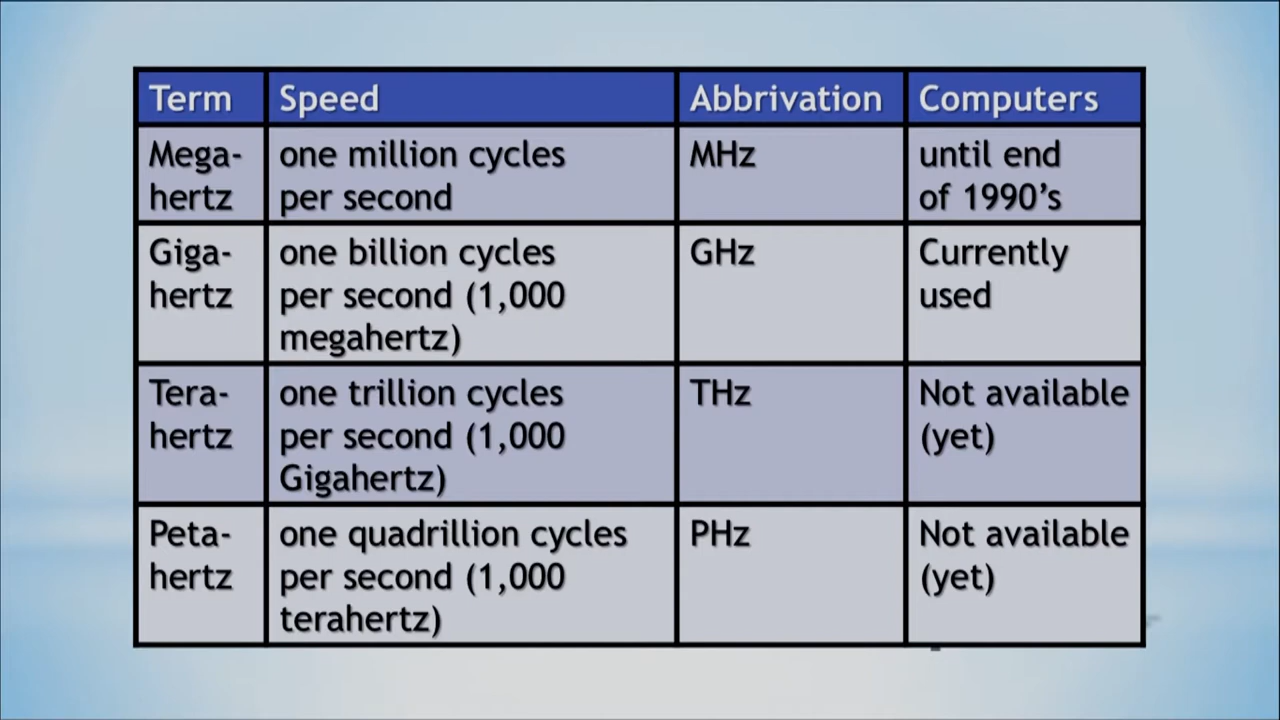 Term Speed Abbrivation Computers
Mega- one million cycles MHz until end
hertz per second of 1990’s
Giga- one billion cycles GHz Currently
hertz per second (1,000 used
megahertz)
Tera- one trillion cycles THz Not available
hertz per second (1,000 (yet)
Gigahertz)
Peta- one quadrillion cycles PHz Not available
hertz per second (1,000 (yet)
terahertz)